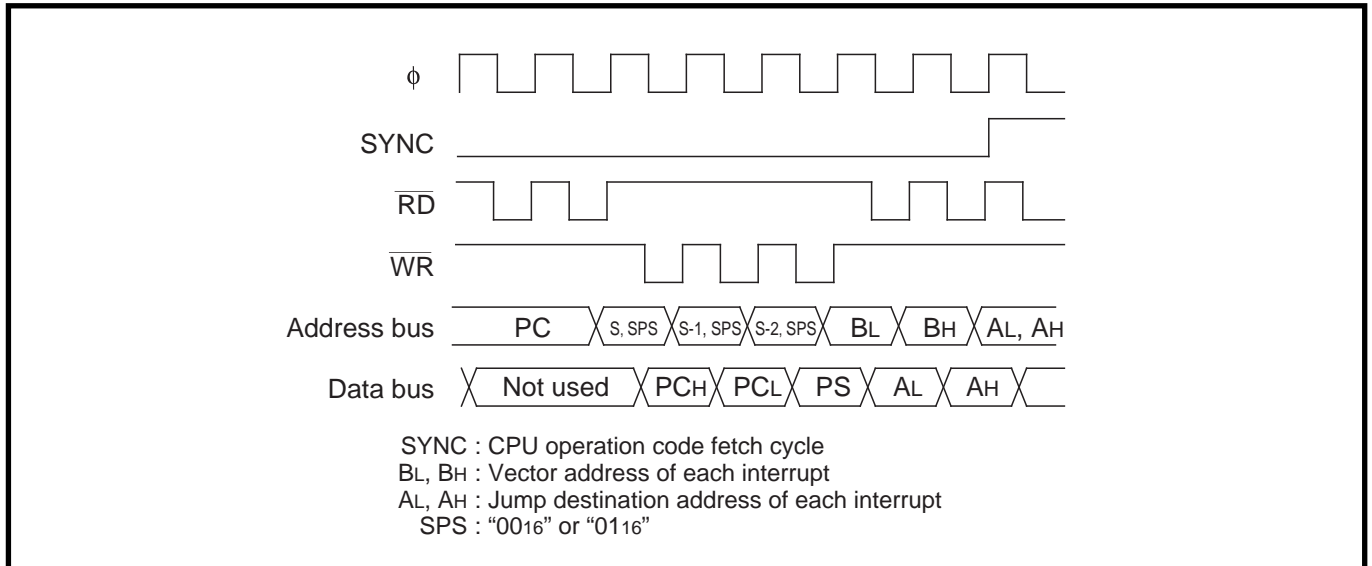 ϕ
SYNC
RD
WR
Address bus PC S, SPS S-1, SPS S-2, SPS BL BH AL, AH
Data bus Not used PCH PCL PS AL AH
SYNC : CPU operation code fetch cycle
BL, BH : Vector address of each interrupt
AL, AH : Jump destination address of each interrupt
SPS : “0016” or “0116”